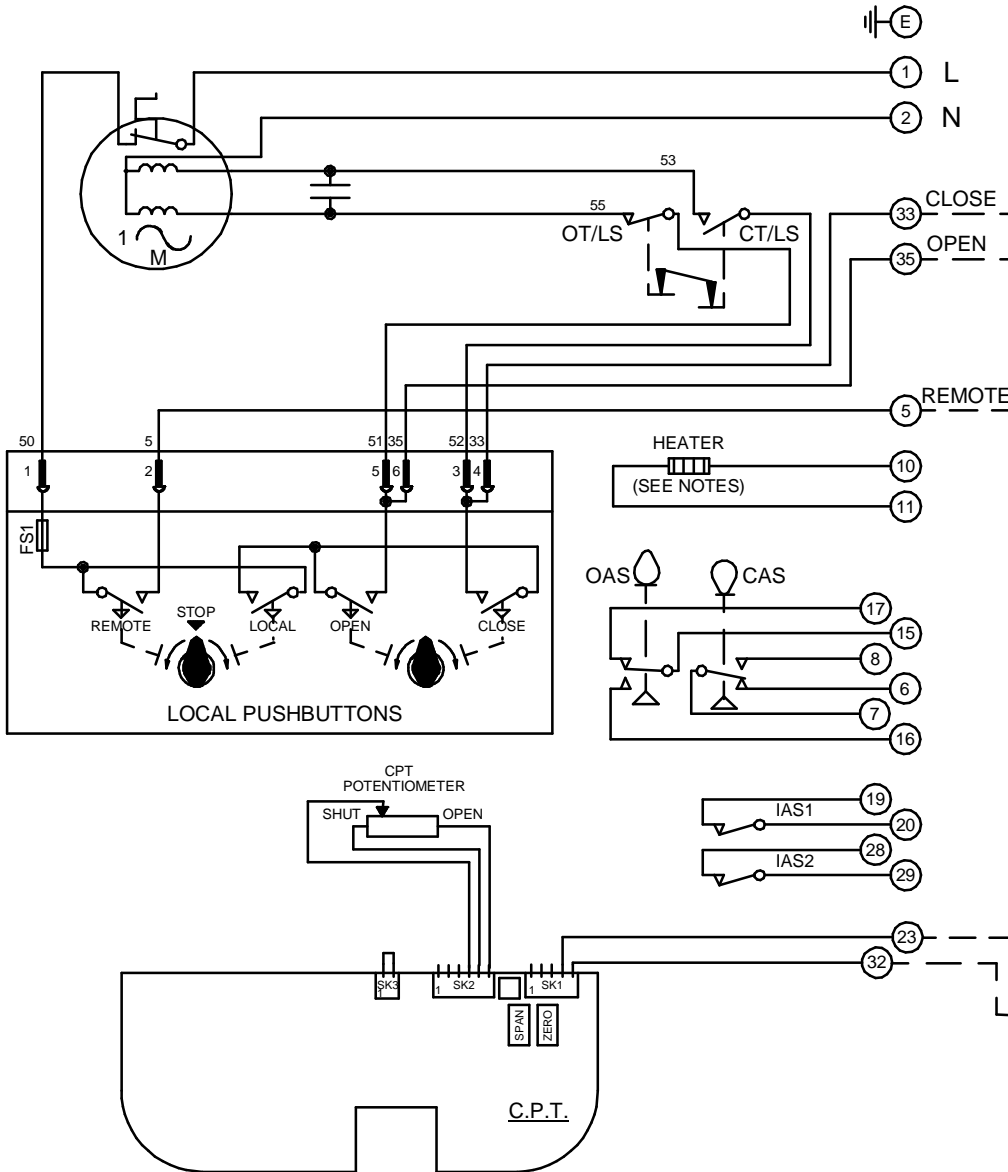 E
1 L
2 N
53
33 CLOSE
55
OT/LS CT/LS
35 OPEN
1
M
5 REMOTE
50 5 51 35 52 33
1 2 5 6 3 4
HEATER
10
(SEE NOTES)
11
FS1
OAS CAS
17
STOP
REMOTE LOCAL OPEN CLOSE
15
8
6
7
LOCAL PUSHBUTTONS
16
CPT
POTENTIOMETER
SHUT OPEN
19
IAS1
20
28
IAS2
29
23
32
SK3 SK2 SK1
1 1 1
SPAN ZERO
C.P.T.